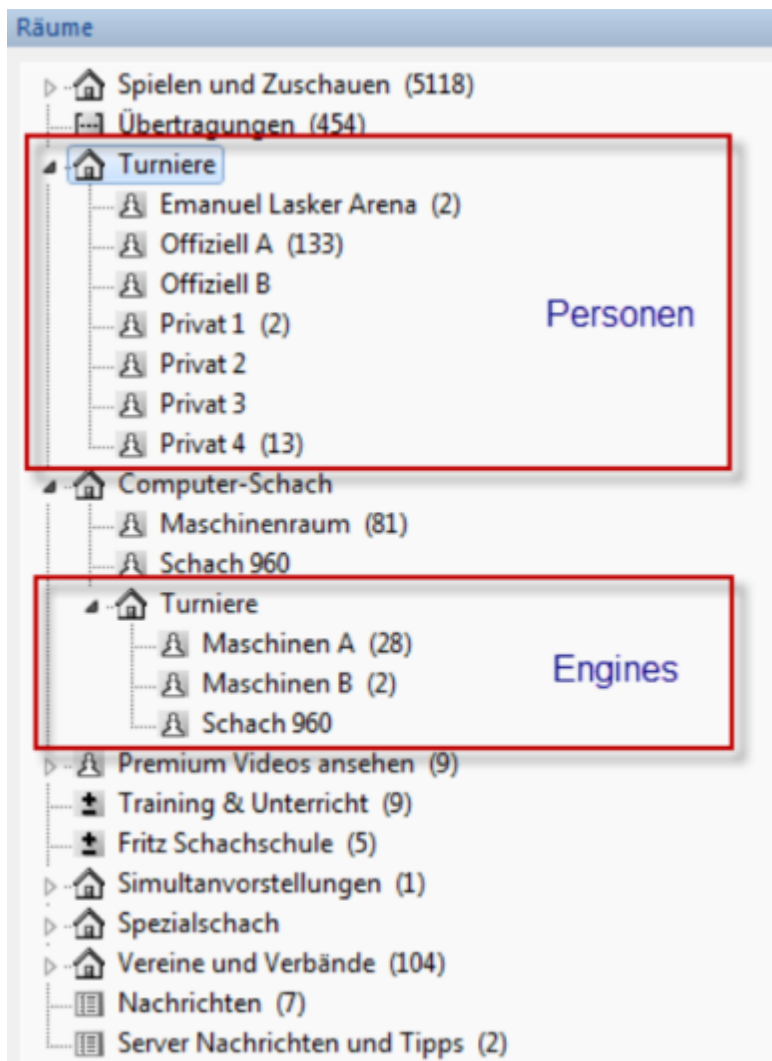 Räume
Spielen und Zuschauen (5118)
Übertragungen (454)
Turniere
Emanuel Lasker Arena (2)
Offiziell A (133)
Offiziell B
Privat 1 (2)
Personen
Privat 2
Privat 3
Privat 4 (13)
Computer-Schach
Maschinenraum (81)
Schach 960
Turniere
Maschinen A (28)
Engines
Maschinen B (2)
Schach 960
Premium Videos ansehen (9)
Training & Unterricht (9)
Fritz Schachschule (5)
Simultanvorstellungen (1)
Spezialschach
Vereine und Verbände (104)
Nachrichten (7)
Server Nachrichten und Tipps (2)